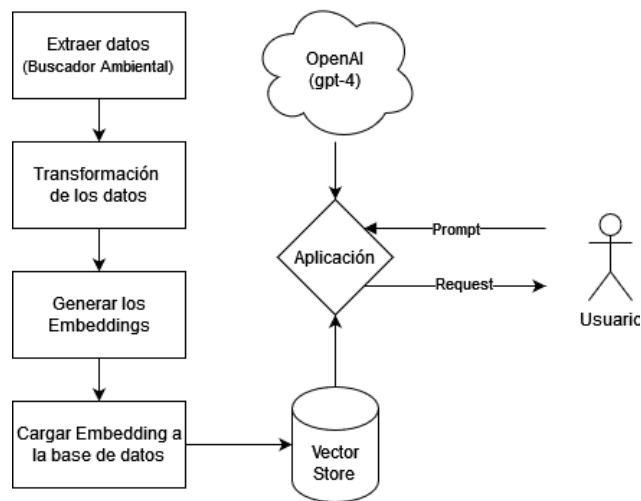 Extraer datos
(Buscador Ambiental)
Transformación
de los datos
Generar los
Embeddings
Cargar Embedding a
la base de datos
OpenAI
(gpt-4)
Aplicación
Vector
Store
Prompt
Request
Usuario